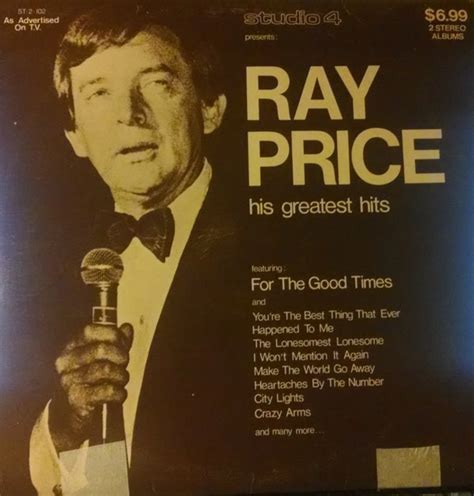 ST-2-102
As Advertised
On T.V.
studio 4
presents:
$6.99
2 STEREO
ALBUMS
RAY
PRICE
his greatest hits
featuring:
For The Good Times
and
You're The Best Thing That Ever
Happened To Me
The Lonesomest Lonesome
I Won't Mention It Again
Make The World Go Away
Heartaches By The Number
City Lights
Crazy Arms
and many more...